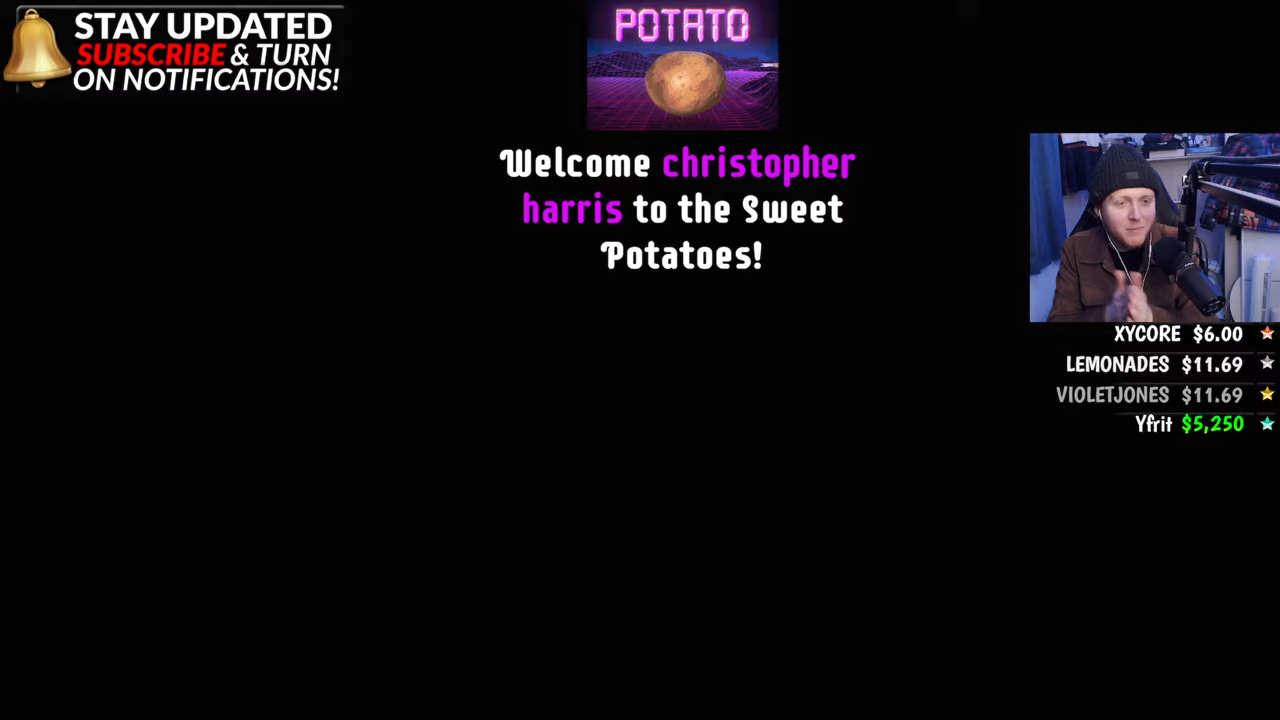 STAY UPDATED
SUBSCRIBE & TURN
ON NOTIFICATIONS!
POTATO
Welcome christopher
harris to the Sweet
Potatoes!
XYCORE $6.00
LEMONADES $11.69
VIOLETJONES $11.69
Yfrit $5,250